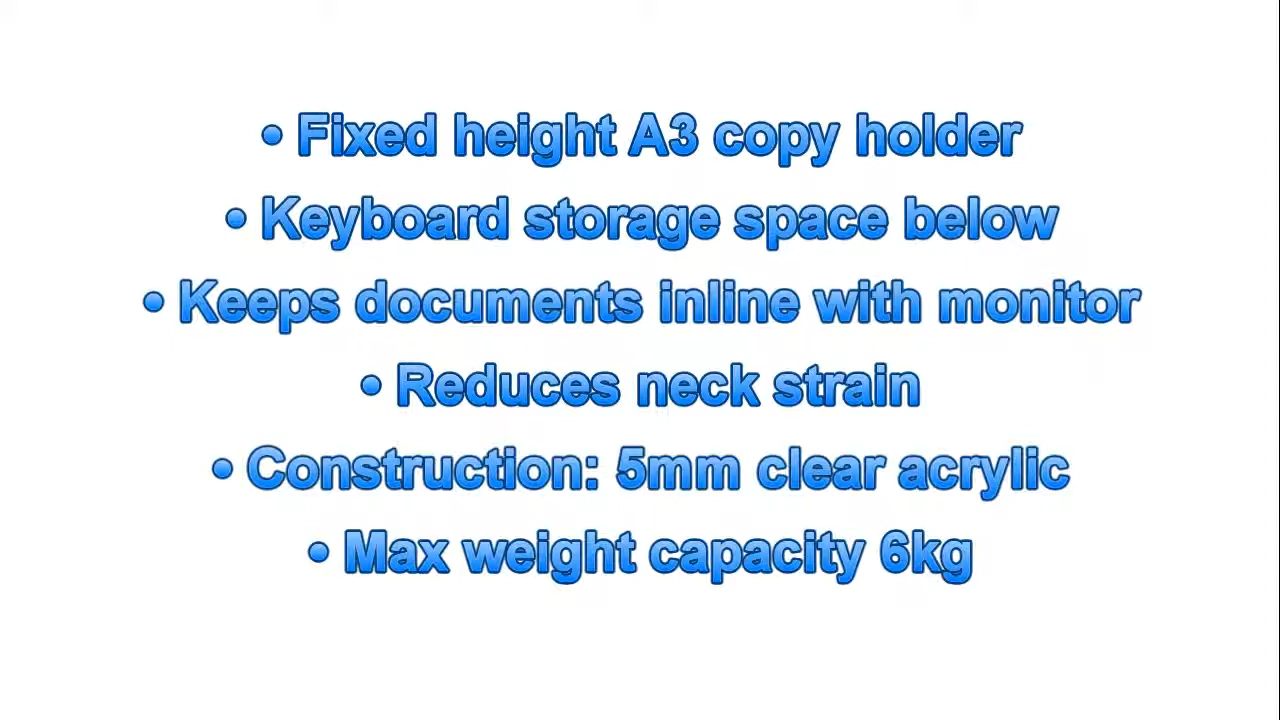 • Fixed height A3 copy holder
• Keyboard storage space below
• Keeps documents inline with monitor
• Reduces neck strain
• Construction: 5mm clear acrylic
• Max weight capacity 6kg